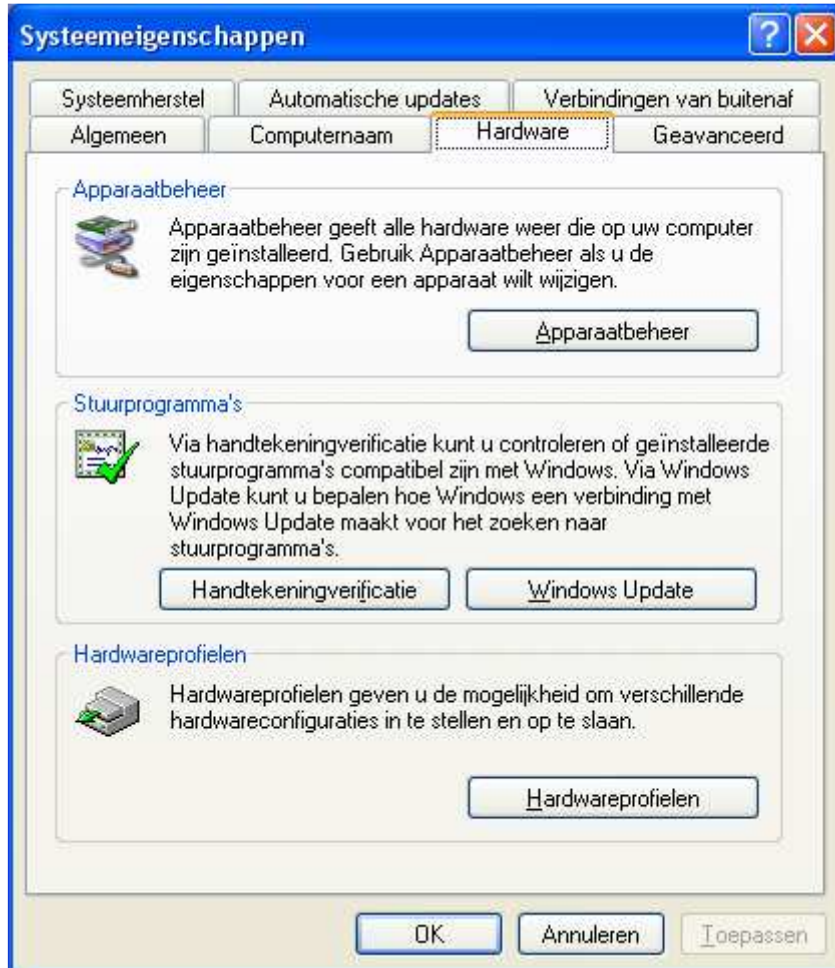 Systeemeigenschappen
?
X
Systeemherstel
Automatische updates
Verbindingen van buitenaf
Algemeen
Computernaam
Hardware
Geavanceerd
Apparaatbeheer
Apparaatbeheer geeft alle hardware weer die op uw computer
zijn geïnstalleerd. Gebruik Apparaatbeheer als u de
eigenschappen voor een apparaat wilt wijzigen.
Apparaatbeheer
Stuurprogramma's
Via handtekeningverificatie kunt u controleren of geïnstalleerde
stuurprogramma's compatibel zijn met Windows. Via Windows
Update kunt u bepalen hoe Windows een verbinding met
Windows Update maakt voor het zoeken naar
stuurprogramma's.
Handtekeningverificatie
Windows Update
Hardwareprofielen
Hardwareprofielen geven u de mogelijkheid om verschillende
hardwareconfiguraties in te stellen en op te slaan.
Hardwareprofielen
OK
Annuleren
Toepassen